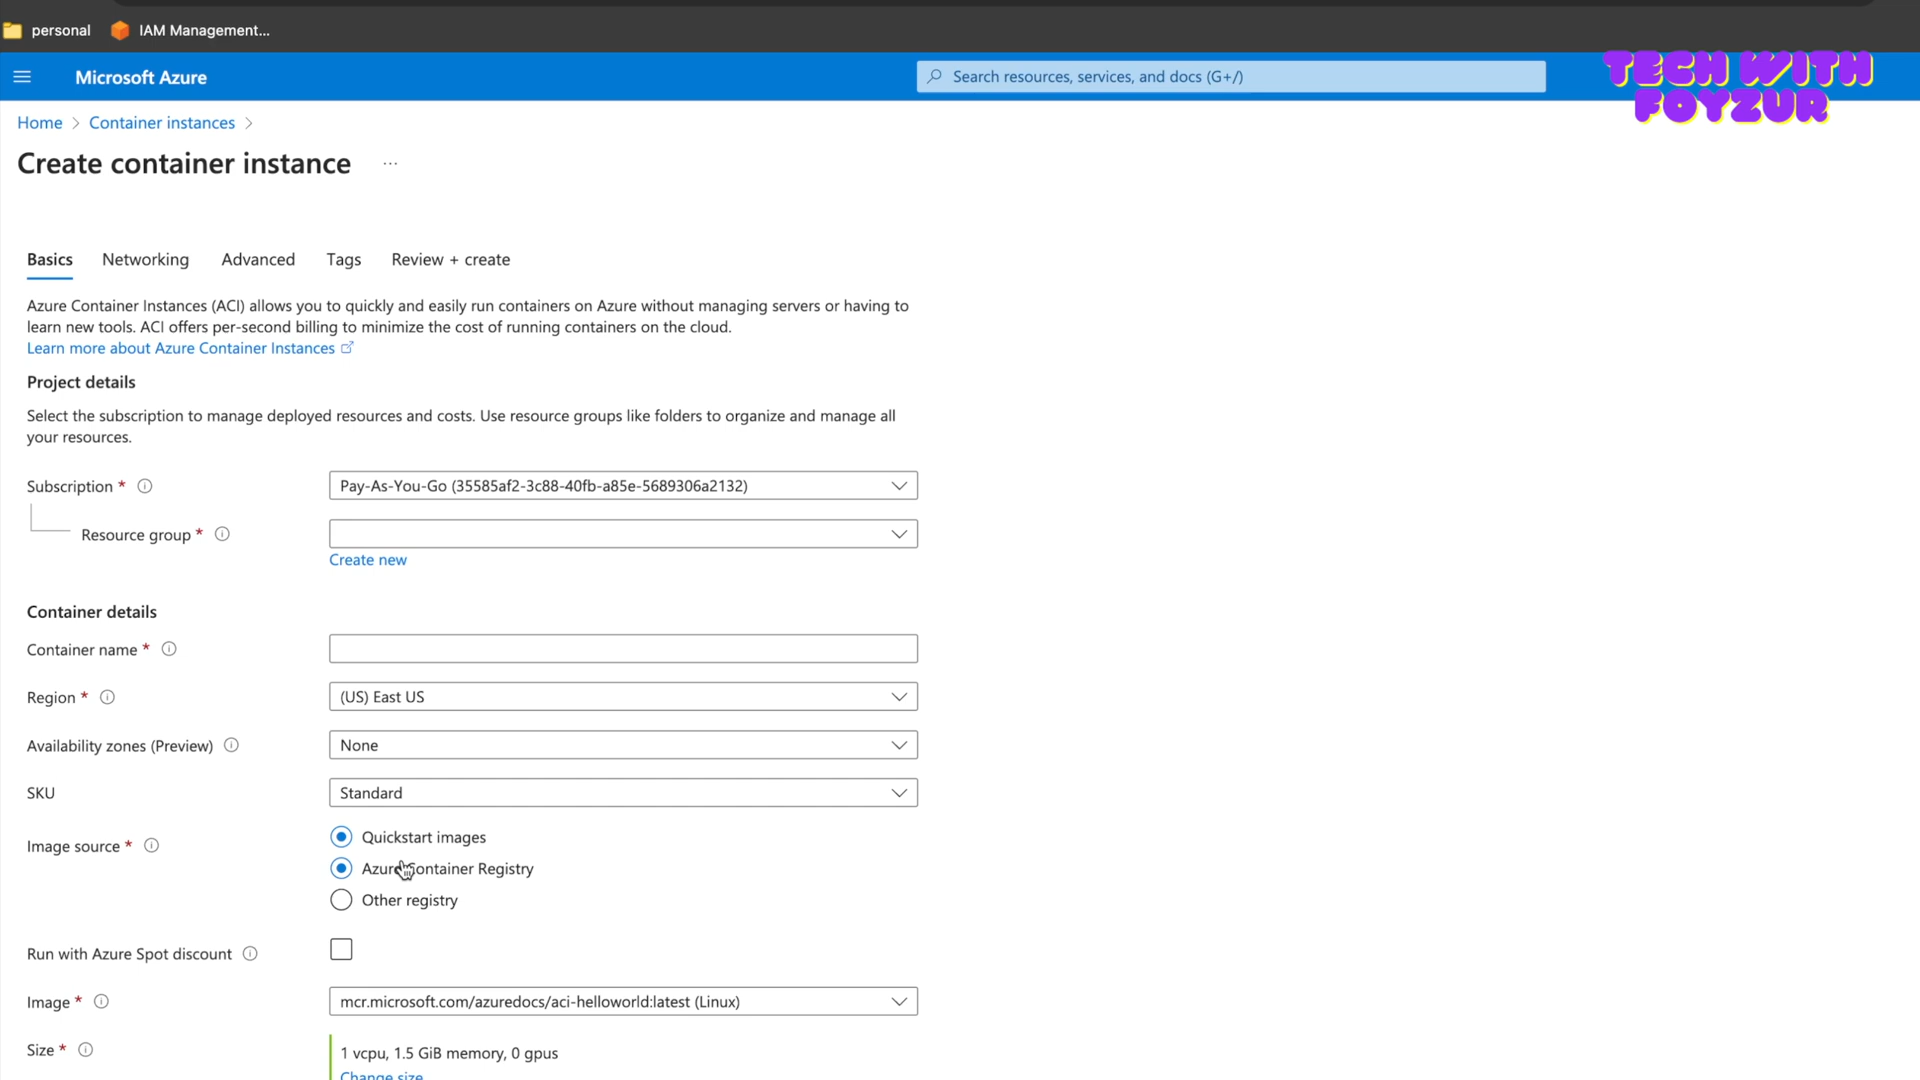 personal
IAM Management...
Microsoft Azure
Search resources, services, and docs (G+/)
TECH WITH
FOYZUR
Home > Container instances >
Create container instance ...
Basics Networking Advanced Tags Review + create
Azure Container Instances (ACI) allows you to quickly and easily run containers on Azure without managing servers or having to
learn new tools. ACI offers per-second billing to minimize the cost of running containers on the cloud.
Learn more about Azure Container Instances
Project details
Select the subscription to manage deployed resources and costs. Use resource groups like folders to organize and manage all
your resources.
Subscription *
Pay-As-You-Go (35585af2-3c88-40fb-a85e-5689306a2132)
Resource group *
Create new
Container details
Container name *
Region *
(US) East US
Availability zones (Preview)
None
SKU
Standard
Image source *
Quickstart images
Azure Container Registry
Other registry
Run with Azure Spot discount
Image *
mcr.microsoft.com/azuredocs/aci-helloworld:latest (Linux)
Size *
1 vcpu, 1.5 GiB memory, 0 gpus
Change size